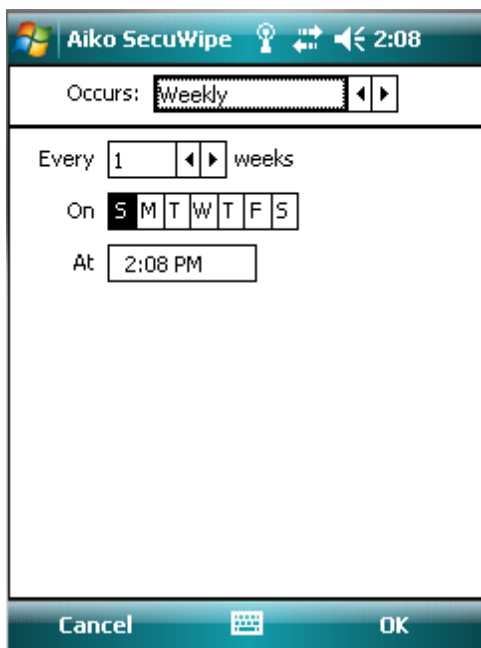 Aiko SecuWipe 2:08
Occurs: Weekly
Every 1 weeks
On S M T W T F S
At 2:08 PM
Cancel OK